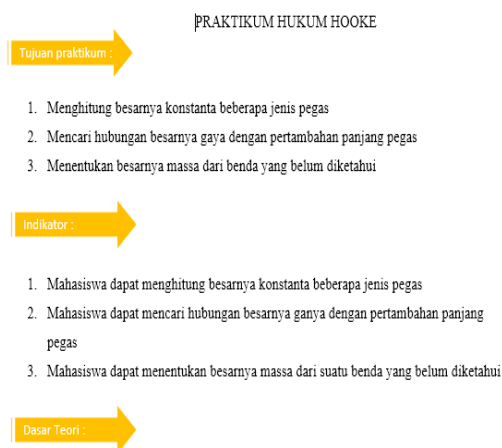 PRAKTIKUM HUKUM HOOKE
Tujuan praktikum :
1. Menghitung besarnya konstanta beberapa jenis pegas
2. Mencari hubungan besarnya gaya dengan pertambahan panjang pegas
3. Menentukan besarnya massa dari benda yang belum diketahui
Indikator :
1. Mahasiswa dapat menghitung besarnya konstanta beberapa jenis pegas
2. Mahasiswa dapat mencari hubungan besarnya ganya dengan pertambahan panjang
pegas
3. Mahasiswa dapat menentukan besarnya massa dari suatu benda yang belum diketahui
Dasar Teori :